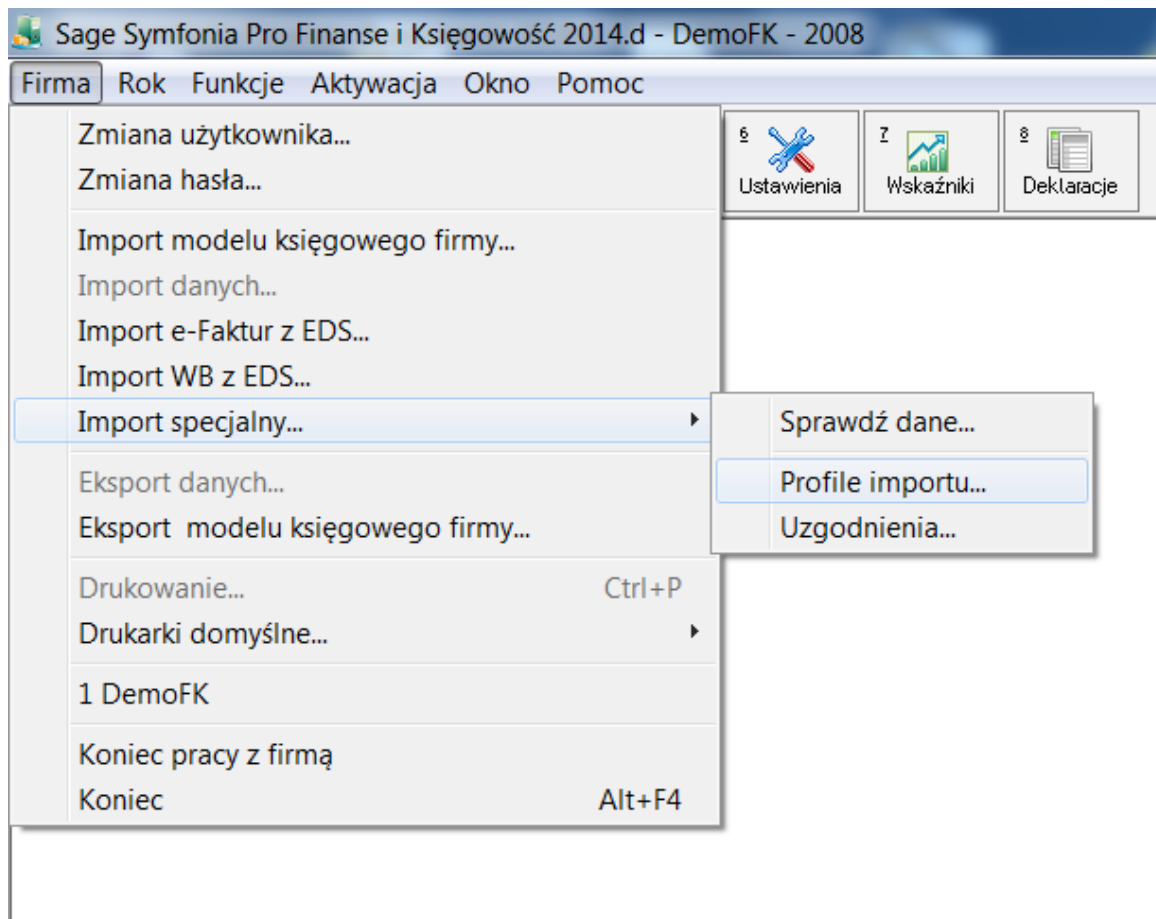 Sage Symfonia Pro Finanse i Księgowość 2014.d - DemoFK - 2008
Firma Rok Funkcje Aktywacja Okno Pomoc
6 Ustawienia
7 Wskaźniki
8 Deklaracje
Zmiana użytkownika...
Zmiana hasła...
Import modelu księgowego firmy...
Import danych...
Import e-Faktur z EDS...
Import WB z EDS...
Import specjalny...
Sprawdź dane...
Profile importu...
Uzgodnienia...
Eksport danych...
Eksport  modelu księgowego firmy...
Drukowanie... Ctrl+P
Drukarki domyślne...
1 DemoFK
Koniec pracy z firmą
Koniec Alt+F4